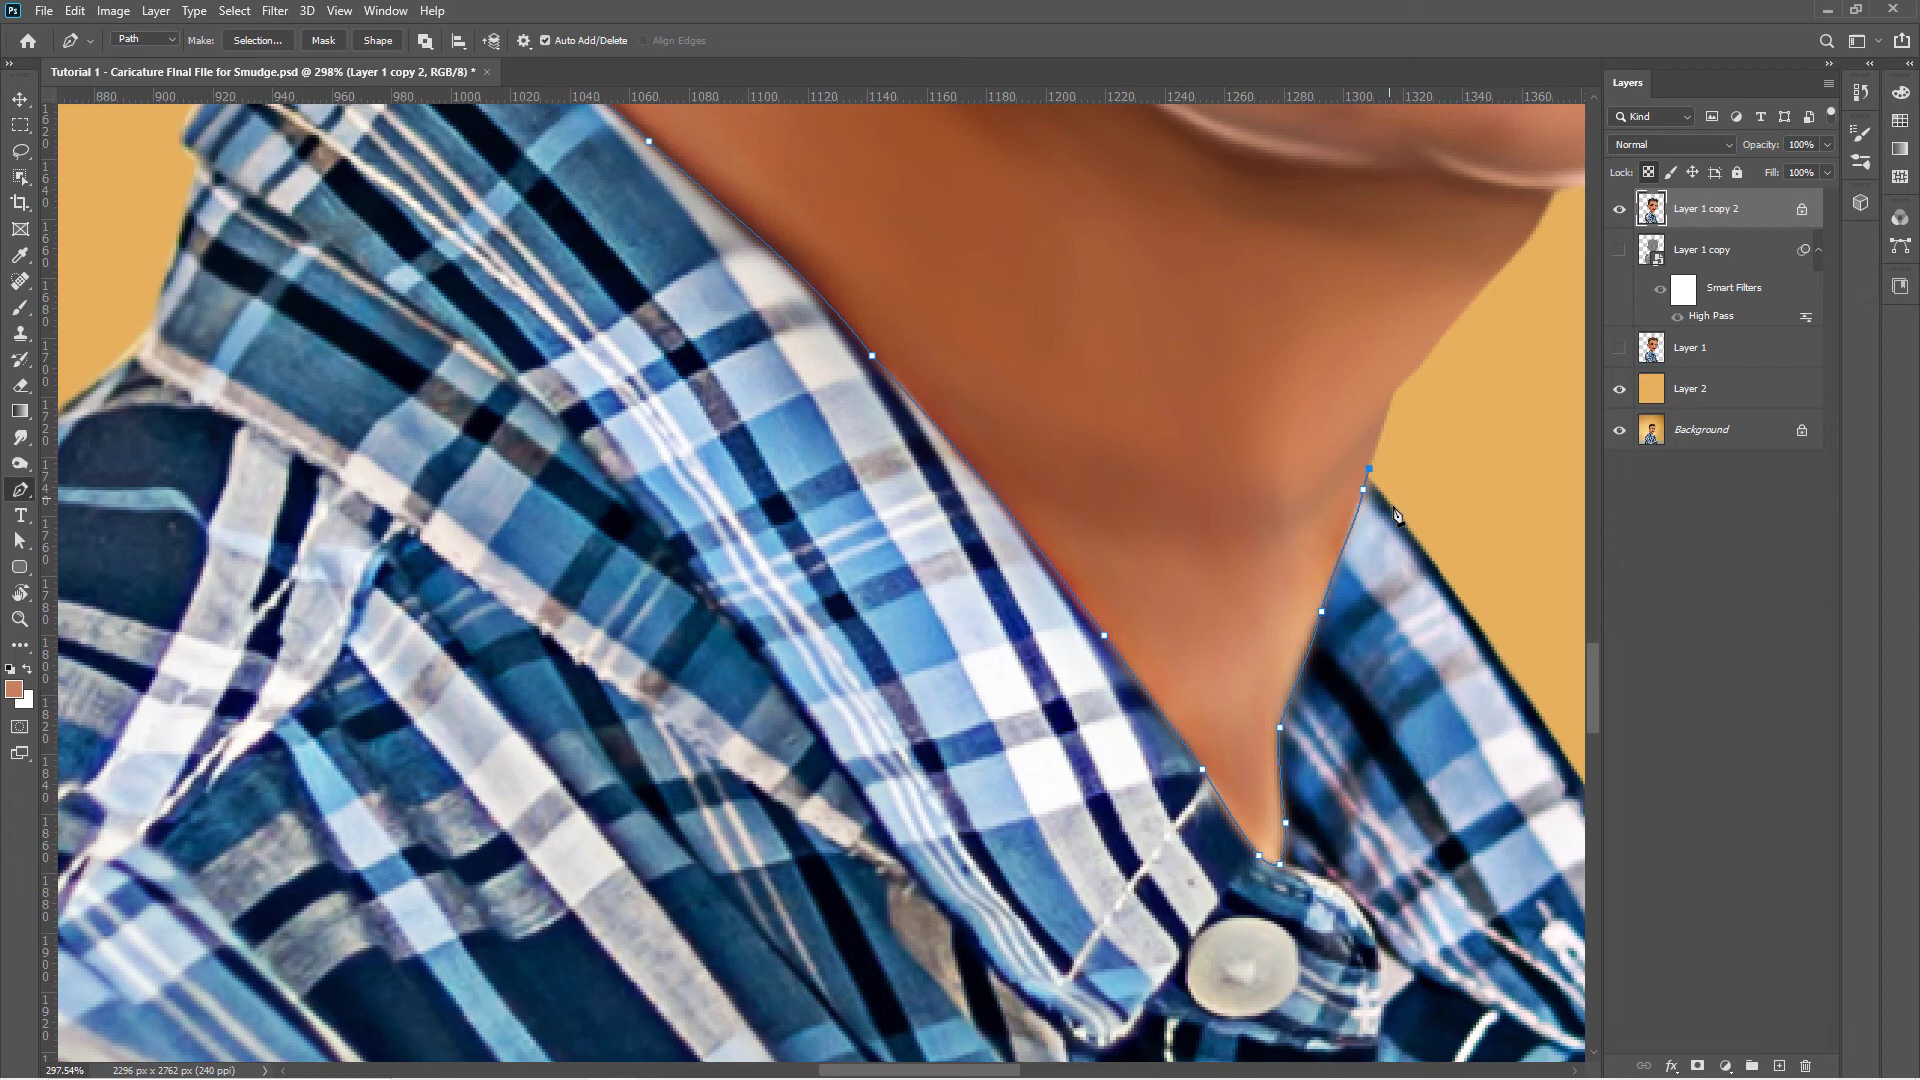 Ps File Edit Image Layer Type Select Filter 3D View Window Help
Path Make: Selection... Mask Shape Auto Add/Delete Align Edges
Tutorial 1 - Caricature Final File for Smudge.psd @ 298% (Layer 1 copy 2, RGB/8) * ×
880 900 920 940 960 980 1000 1020 1040 1060 1080 1100 1120 1140 1160 1180 1200 1220 1240 1260 1280 1300 1320 1340 1360
Layers
Kind
Normal Opacity: 100%
Lock: Fill: 100%
Layer 1 copy 2
Layer 1 copy
Smart Filters
High Pass
Layer 1
Layer 2
Background
fx
297.54% 2296 px x 2762 px (240 ppi)